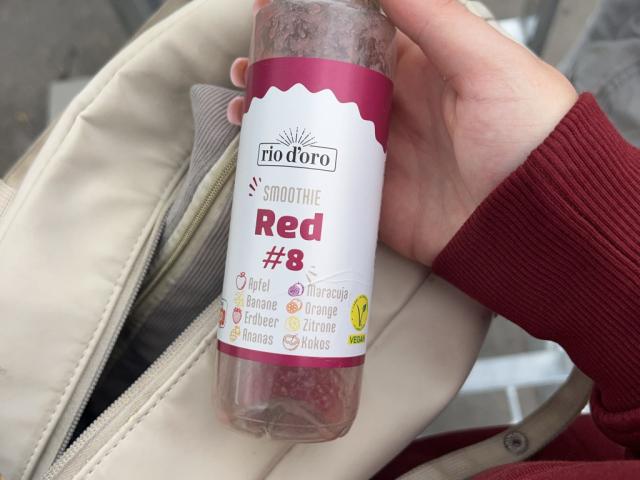 rio d'oro
SMOOTHIE
Red
#8
Apfel
Banane
Erdbeer
Ananas
Maracuja
Orange
Zitrone
Kokos
VEGAN